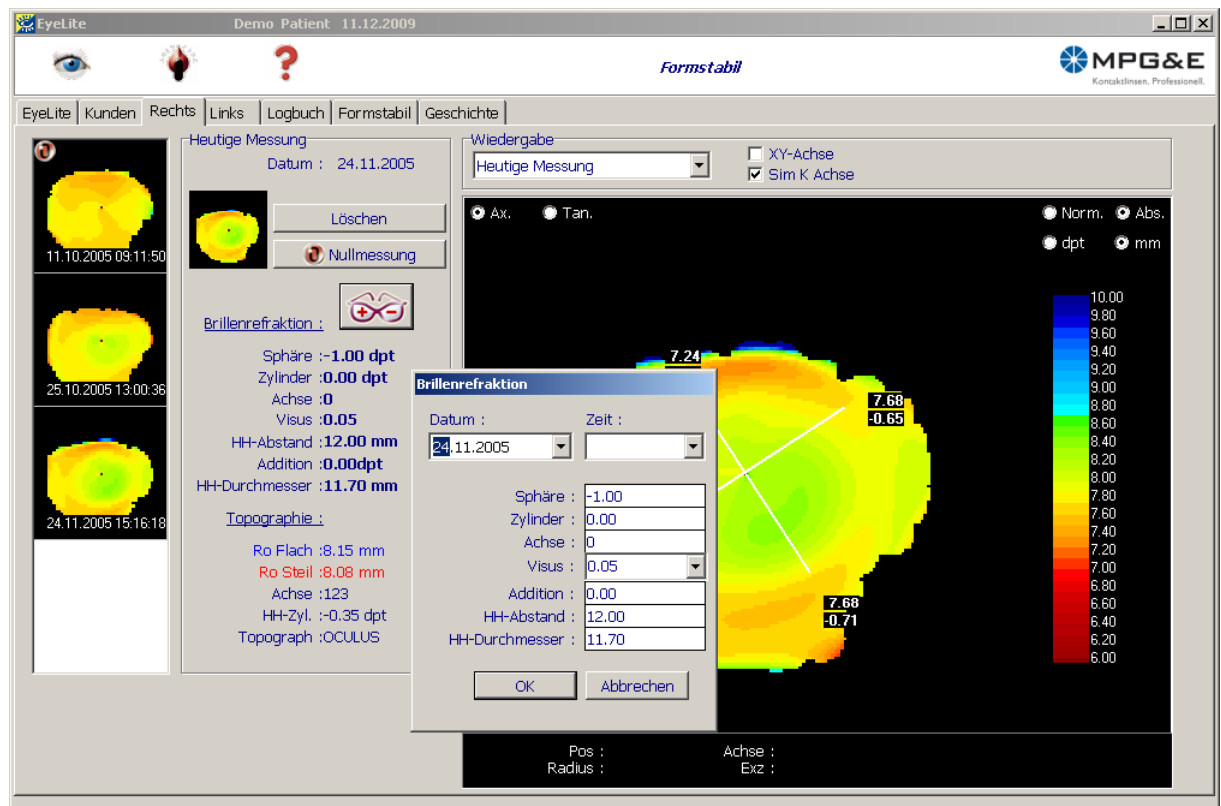 EyeLite Demo Patient 11.12.2009
Formstabil
MPG&E
Kontaktlinsen. Professionell.
EyeLite Kunden Rechts Links Logbuch Formstabil Geschichte
11.10.2005 09:11:50
25.10.2005 13:00:36
24.11.2005 15:16:18
Heutige Messung
Datum : 24.11.2005
Löschen
Nullmessung
Brillenrefraktion :
Sphäre :-1.00 dpt
Zylinder :0.00 dpt
Achse :0
Visus :0.05
HH-Abstand :12.00 mm
Addition :0.00dpt
HH-Durchmesser :11.70 mm
Topographie :
Ro Flach :8.15 mm
Ro Steil :8.08 mm
Achse :123
HH-Zyl. :-0.35 dpt
Topograph :OCULUS
Wiedergabe
Heutige Messung
XY-Achse
Sim K Achse
Ax. Tan.
Norm. Abs.
dpt mm
7.24
7.68
-0.65
7.68
-0.71
10.00
9.80
9.60
9.40
9.20
9.00
8.80
8.60
8.40
8.20
8.00
7.80
7.60
7.40
7.20
7.00
6.80
6.60
6.40
6.20
6.00
Brillenrefraktion
Datum : Zeit :
24.11.2005
Sphäre : -1.00
Zylinder : 0.00
Achse : 0
Visus : 0.05
Addition : 0.00
HH-Abstand : 12.00
HH-Durchmesser : 11.70
OK Abbrechen
Pos : Achse :
Radius : Exz :